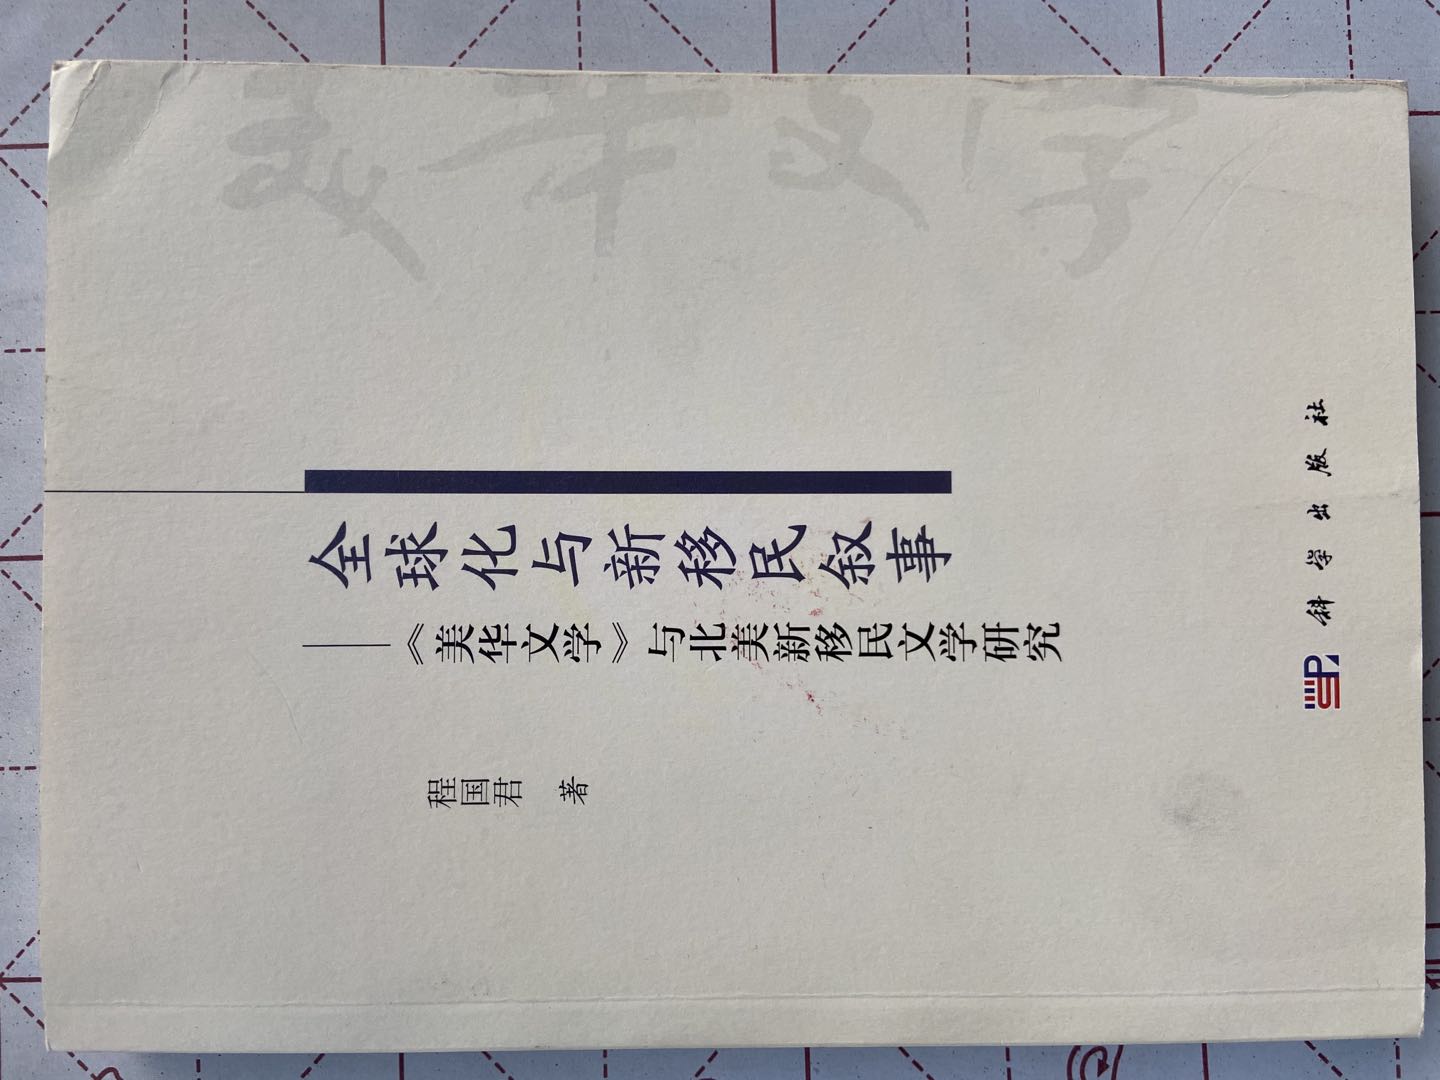 美华文学
全球化与新移民叙事
——《美华文学》与北美新移民文学研究
程国君 著
科学出版社